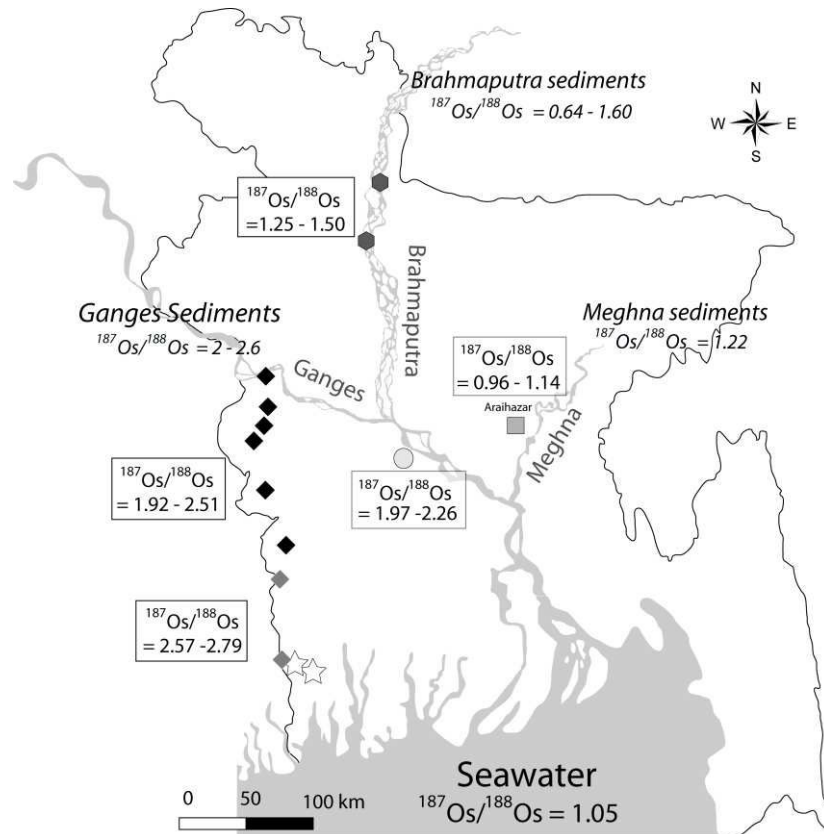 Brahmaputra sediments
187Os/188Os = 0.64 - 1.60
N
W E
S
187Os/188Os
=1.25 - 1.50
Brahmaputra
Ganges Sediments
187Os/188Os = 2 - 2.6
Meghna sediments
187Os/188Os = 1.22
187Os/188Os
= 0.96 - 1.14
Ganges
Araihazar
Meghna
187Os/188Os
= 1.92 - 2.51
187Os/188Os
= 1.97 -2.26
187Os/188Os
= 2.57 -2.79
Seawater
187Os/188Os = 1.05
0 50 100 km